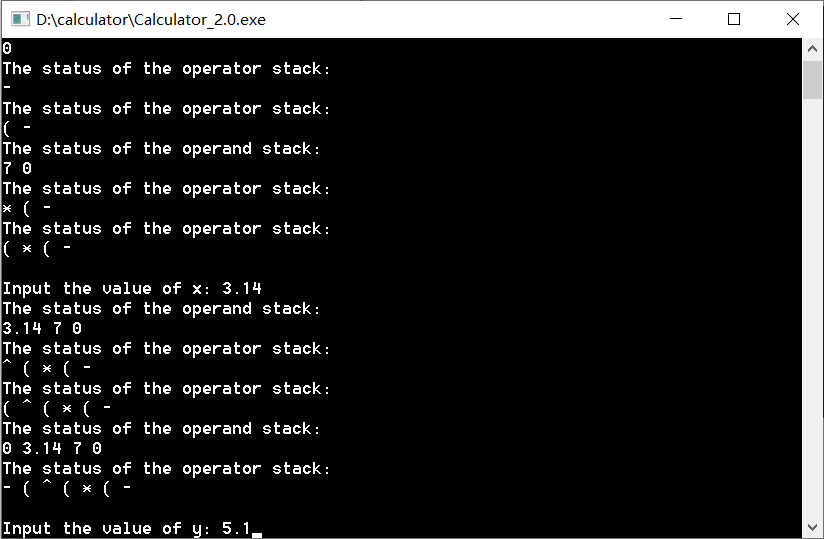 D:\calculator\Calculator_2.0.exe
0
The status of the operator stack:
-
The status of the operator stack:
( -
The status of the operand stack:
7 0
The status of the operator stack:
* ( -
The status of the operator stack:
( * ( -
Input the value of x: 3.14
The status of the operand stack:
3.14 7 0
The status of the operator stack:
^ ( * ( -
The status of the operator stack:
( ^ ( * ( -
The status of the operand stack:
0 3.14 7 0
The status of the operator stack:
- ( ^ ( * ( -
Input the value of y: 5.1_